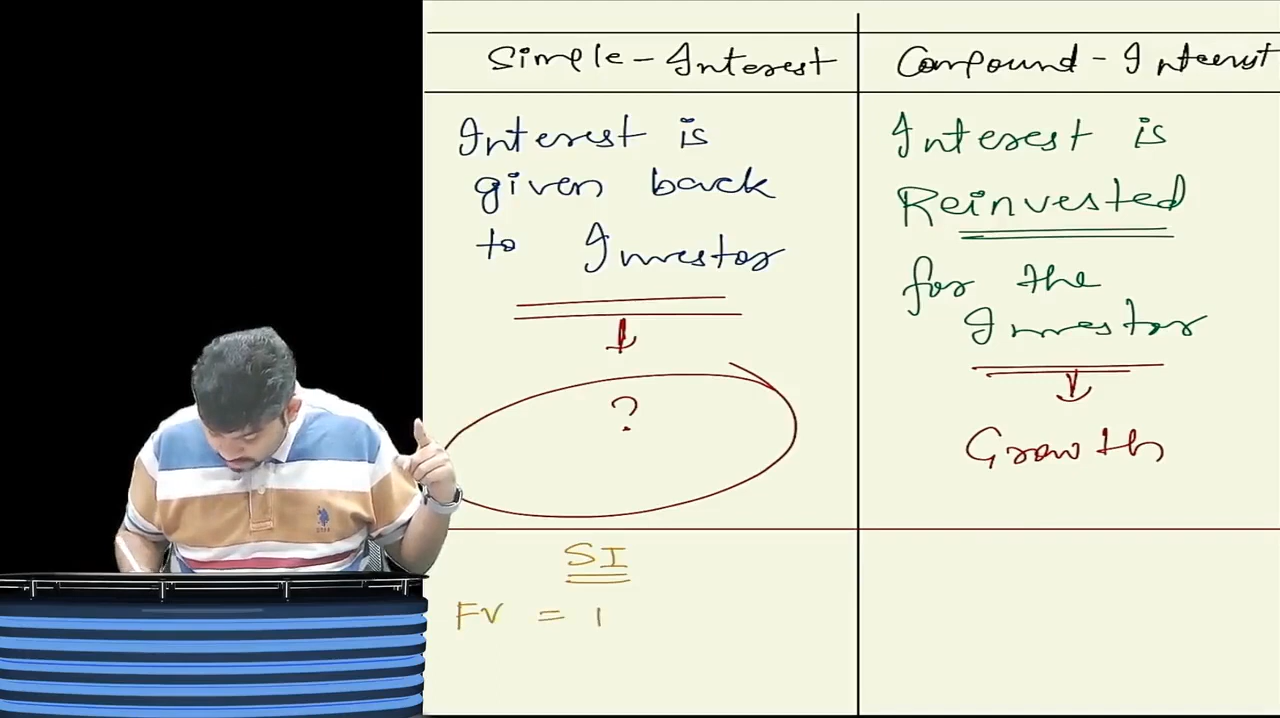 Simple - Interest
Interest is
given back
to Investor
?
SI
FV = 1
Compound - Interest
Interest is
Reinvested
for the
Investor
Growth